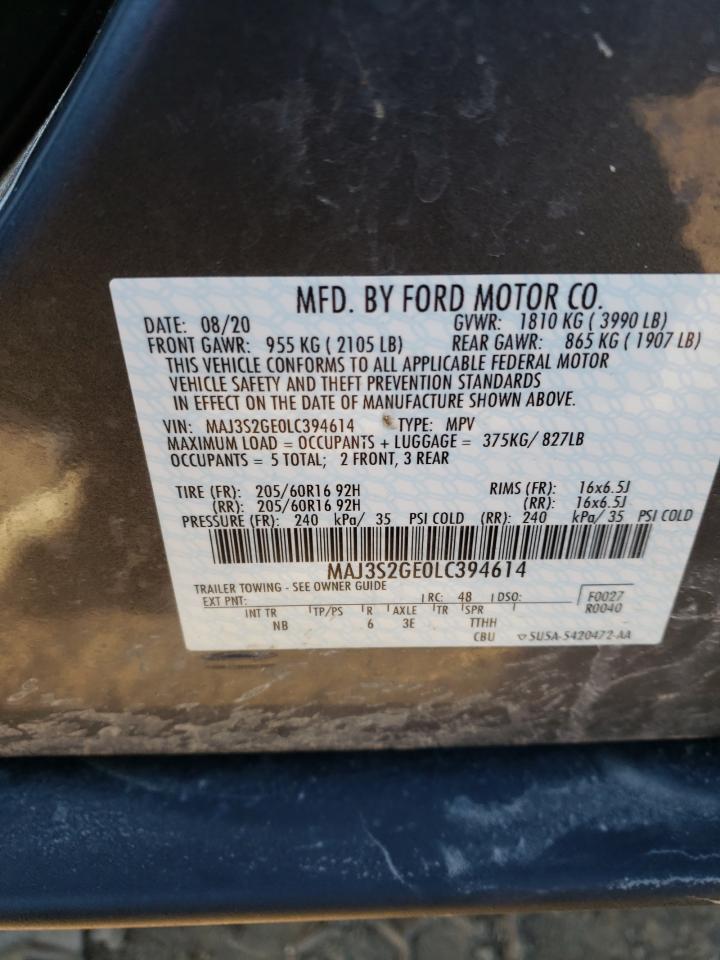 MFD. BY FORD MOTOR CO.
DATE: 08/20 GVWR: 1810 KG ( 3990 LB)
FRONT GAWR: 955 KG ( 2105 LB) REAR GAWR: 865 KG ( 1907 LB)
THIS VEHICLE CONFORMS TO ALL APPLICABLE FEDERAL MOTOR
VEHICLE SAFETY AND THEFT PREVENTION STANDARDS
IN EFFECT ON THE DATE OF MANUFACTURE SHOWN ABOVE.
VIN: MAJ3S2GE0LC394614 TYPE: MPV
MAXIMUM LOAD = OCCUPANTS + LUGGAGE = 375KG/ 827LB
OCCUPANTS = 5 TOTAL; 2 FRONT, 3 REAR
TIRE (FR): 205/60R16 92H RIMS (FR): 16x6.5J
(RR): 205/60R16 92H (RR): 16x6.5J
PRESSURE (FR): 240 kPa/ 35 PSI COLD (RR): 240 kPa/ 35 PSI COLD
MAJ3S2GE0LC394614
TRAILER TOWING - SEE OWNER GUIDE
EXT PNT: RC: 48 DSO: F0027
R0040
INT TR TP/PS R AXLE TR SPR
NB 6 3E TTHH
CBU SUSA-5420472-AA